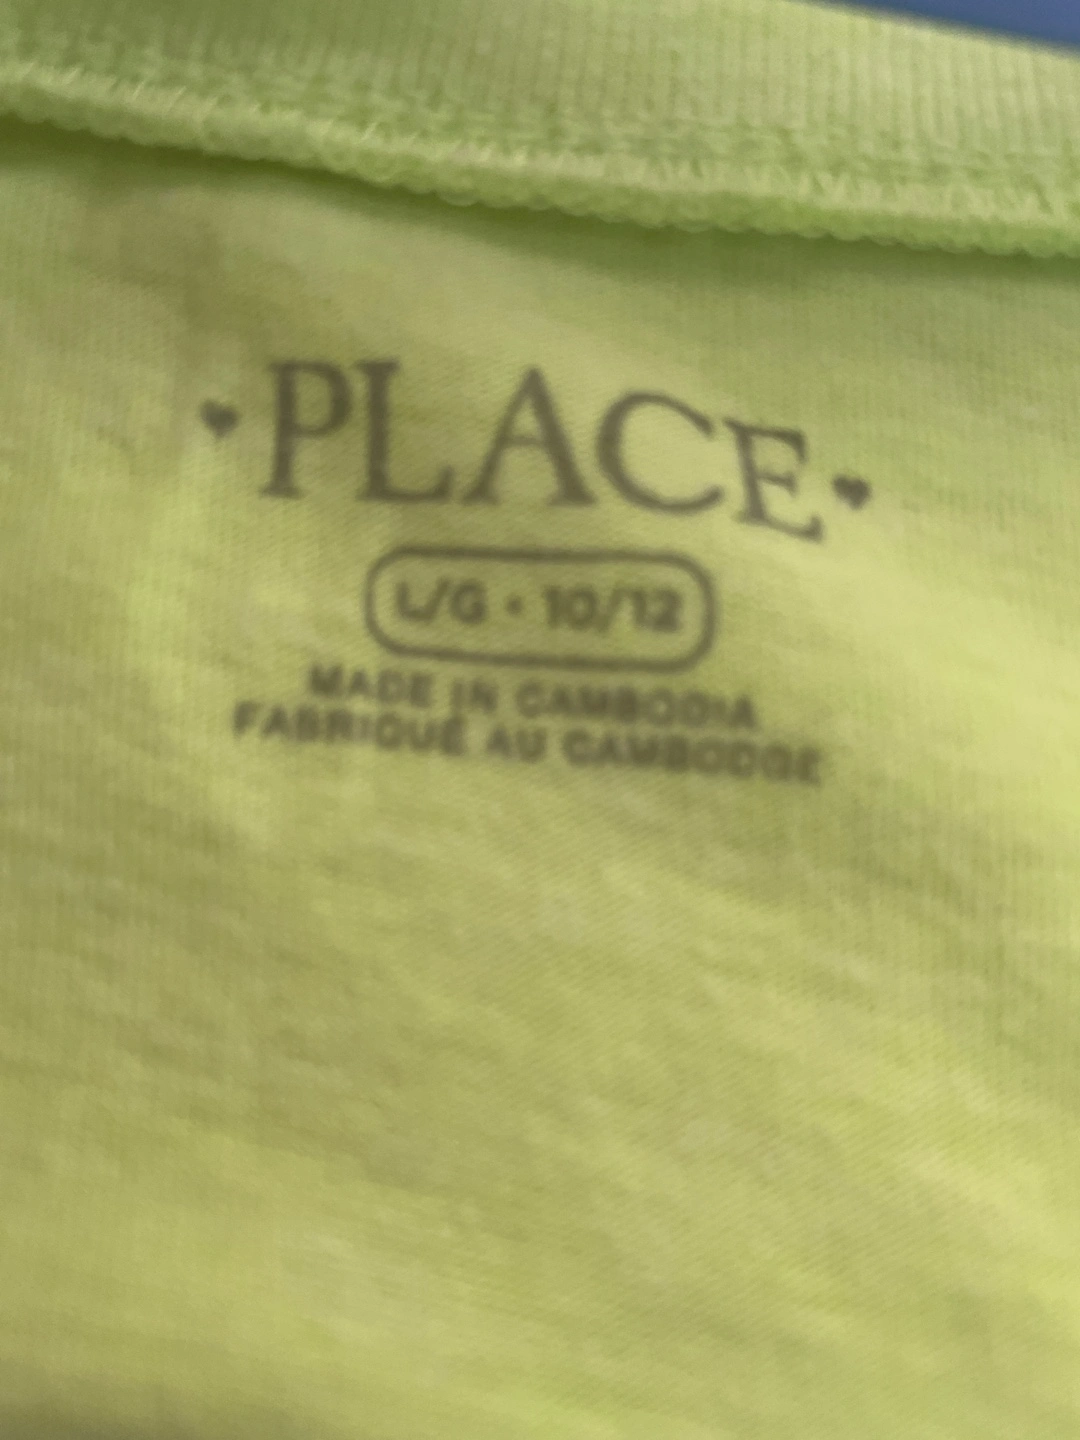 PLACE
L/G • 10/12
MADE IN CAMBODIA
FABRIQUÉ AU CAMBODGE